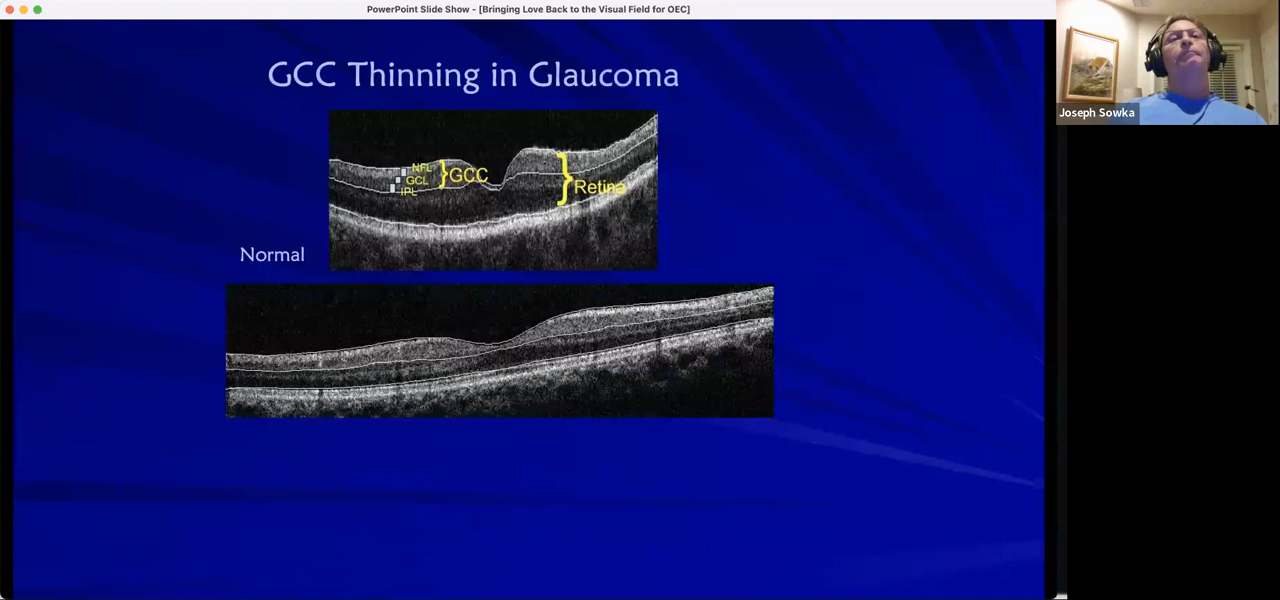 PowerPoint Slide Show - [Bringing Love Back to the Visual Field for OEC]
GCC Thinning in Glaucoma
NFL
GCL
IPL
GCC
Retina
Normal
Joseph Sowka